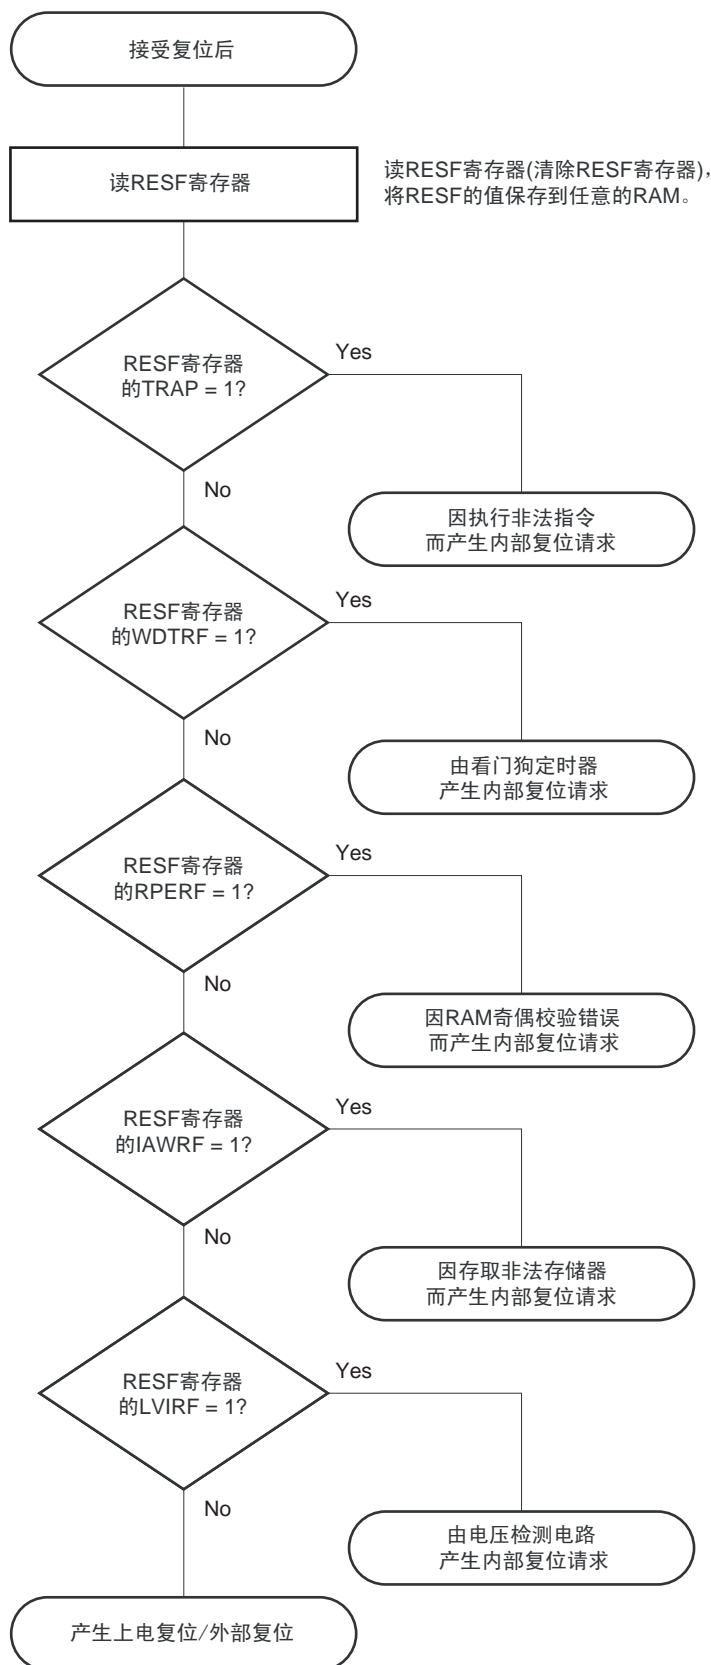 接受复位后
读RESF寄存器
读RESF寄存器(清除RESF寄存器)，
将RESF的值保存到任意的RAM。
RESF寄存器
的TRAP = 1?
Yes
No
因执行非法指令
而产生内部复位请求
RESF寄存器
的WDTRF = 1?
Yes
No
由看门狗定时器
产生内部复位请求
RESF寄存器
的RPERF = 1?
Yes
No
因RAM奇偶校验错误
而产生内部复位请求
RESF寄存器
的IAWRF = 1?
Yes
No
因存取非法存储器
而产生内部复位请求
RESF寄存器
的LVIRF = 1?
Yes
No
由电压检测电路
产生内部复位请求
产生上电复位/外部复位